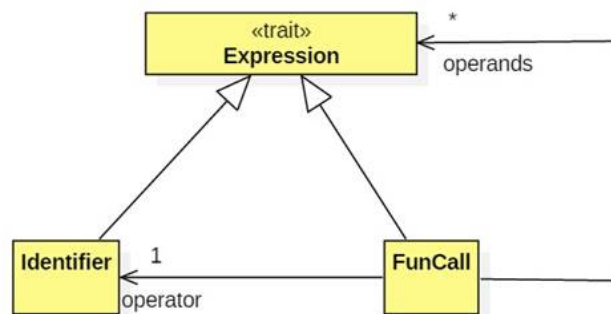 «trait»
Expression
*
operands
Identifier
1
operator
FunCall